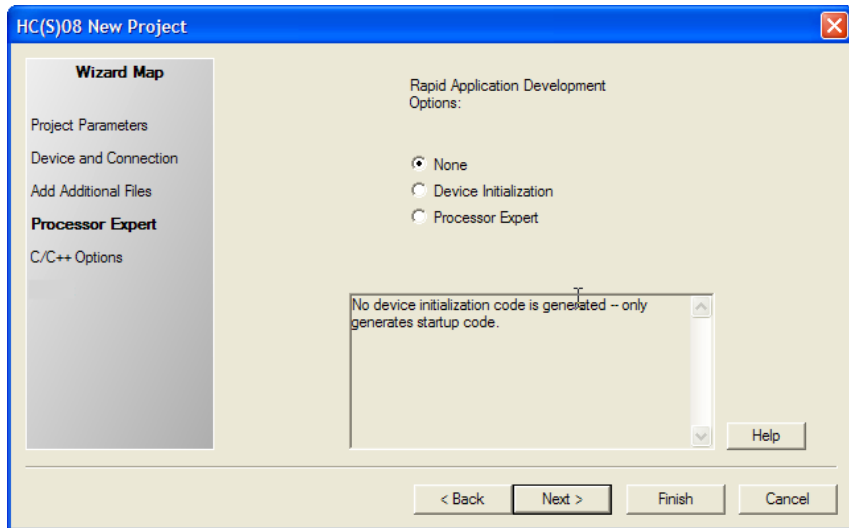 HC(S)08 New Project
Wizard Map
Project Parameters
Device and Connection
Add Additional Files
Processor Expert
C/C++ Options
Rapid Application Development
Options:
None
Device Initialization
Processor Expert
No device initialization code is generated -- only
generates startup code.
Help
< Back
Next >
Finish
Cancel